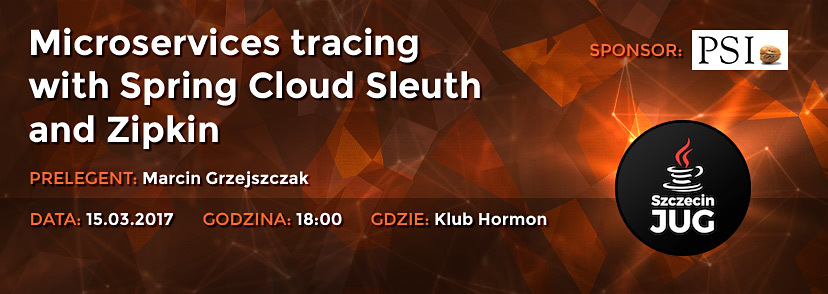 Microservices tracing
with Spring Cloud Sleuth
and Zipkin
SPONSOR: PSI
PRELEGENT: Marcin Grzejszczak
DATA: 15.03.2017 GODZINA: 18:00 GDZIE: Klub Hormon
Szczecin
JUG